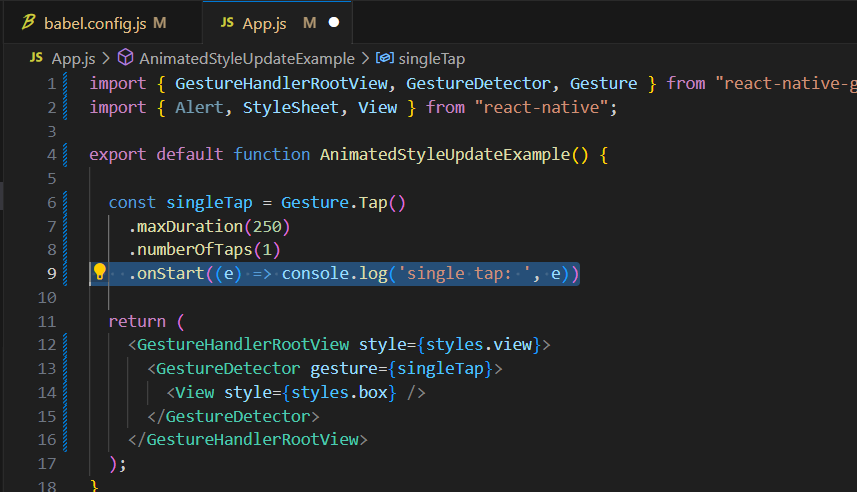 babel.config.js M
JS App.js M
JS App.js > AnimatedStyleUpdateExample > singleTap
1 import { GestureHandlerRootView, GestureDetector, Gesture } from "react-native-g
2 import { Alert, StyleSheet, View } from "react-native";
3
4 export default function AnimatedStyleUpdateExample() {
5
6 const singleTap = Gesture.Tap()
7 .maxDuration(250)
8 .numberOfTaps(1)
9 .onStart((e) => console.log('single tap: ', e))
10
11 return (
12 <GestureHandlerRootView style={styles.view}>
13 <GestureDetector gesture={singleTap}>
14 <View style={styles.box} />
15 </GestureDetector>
16 </GestureHandlerRootView>
17 );
18 }